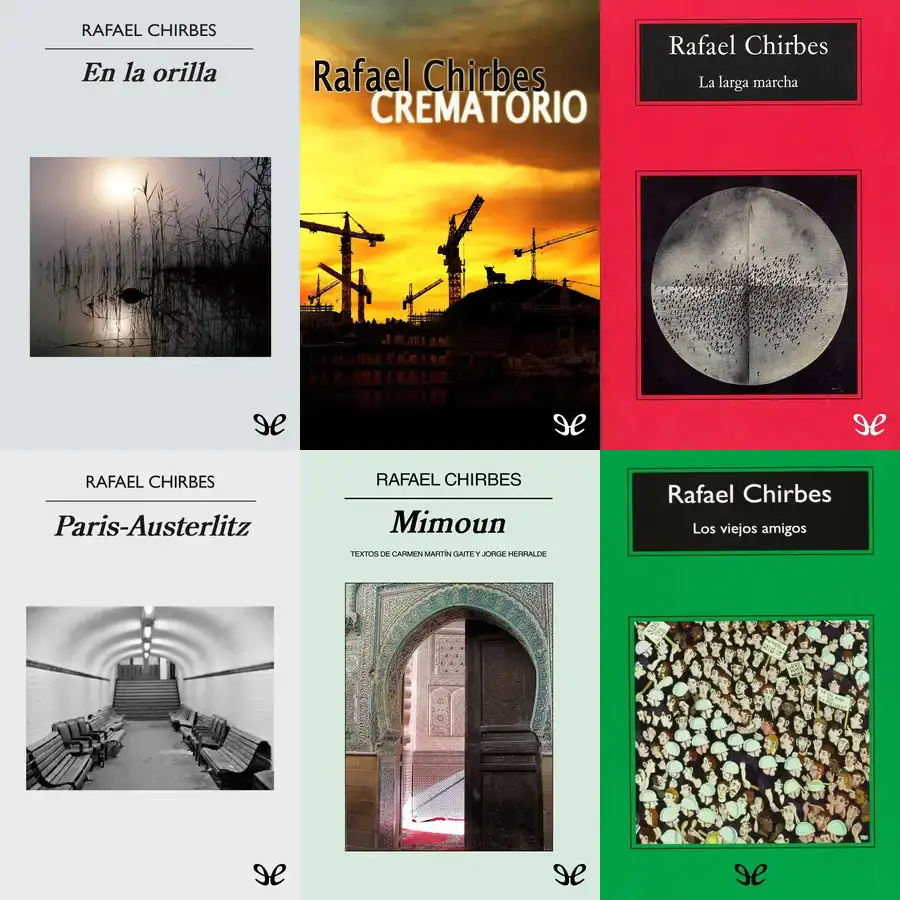 RAFAEL CHIRBES
En la orilla
Rafael Chirbes
CREMATORIO
Rafael Chirbes
La larga marcha
RAFAEL CHIRBES
Paris-Austerlitz
RAFAEL CHIRBES
Mimoun
TEXTOS DE CARMEN MARTÍN GAITE Y JORGE HERRALDE
Rafael Chirbes
Los viejos amigos